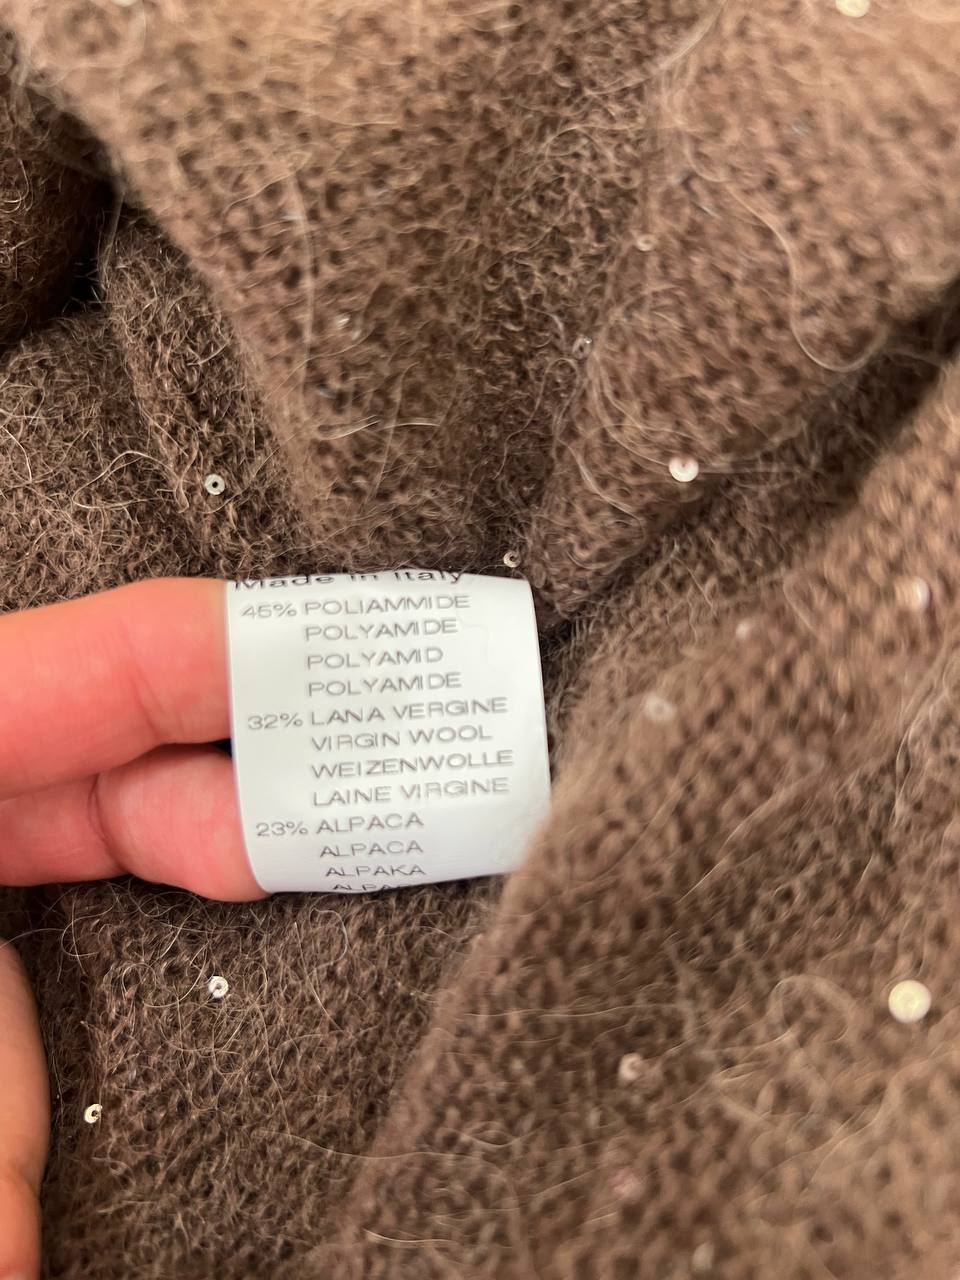 Made in Italy
45% POLIAMMIDE
POLYAMIDE
POLYAMID
POLYAMIDE
32% LANA VERGINE
VIRGIN WOOL
WEIZENWOLLE
LAINE VIRGINE
23% ALPACA
ALPACA
ALPAKA